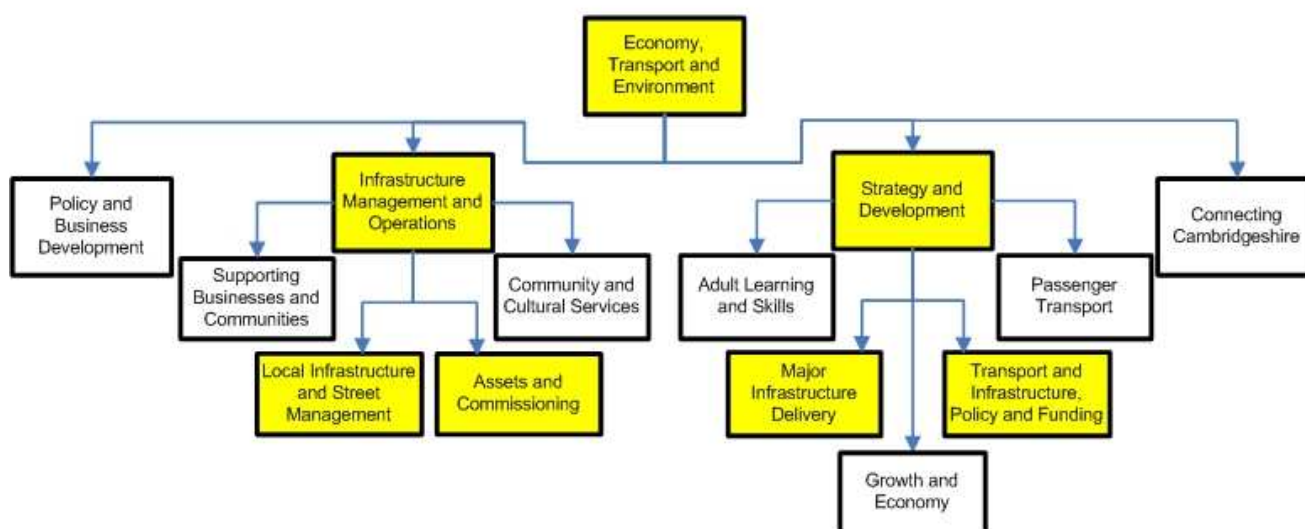 Economy,
Transport and
Environment
Policy and
Business
Development
Infrastructure
Management and
Operations
Strategy and
Development
Connecting
Cambridgeshire
Supporting
Businesses and
Communities
Community and
Cultural Services
Adult Learning
and Skills
Passenger
Transport
Local Infrastructure
and Street
Management
Assets and
Commissioning
Major
Infrastructure
Delivery
Transport and
Infrastructure,
Policy and Funding
Growth and
Economy